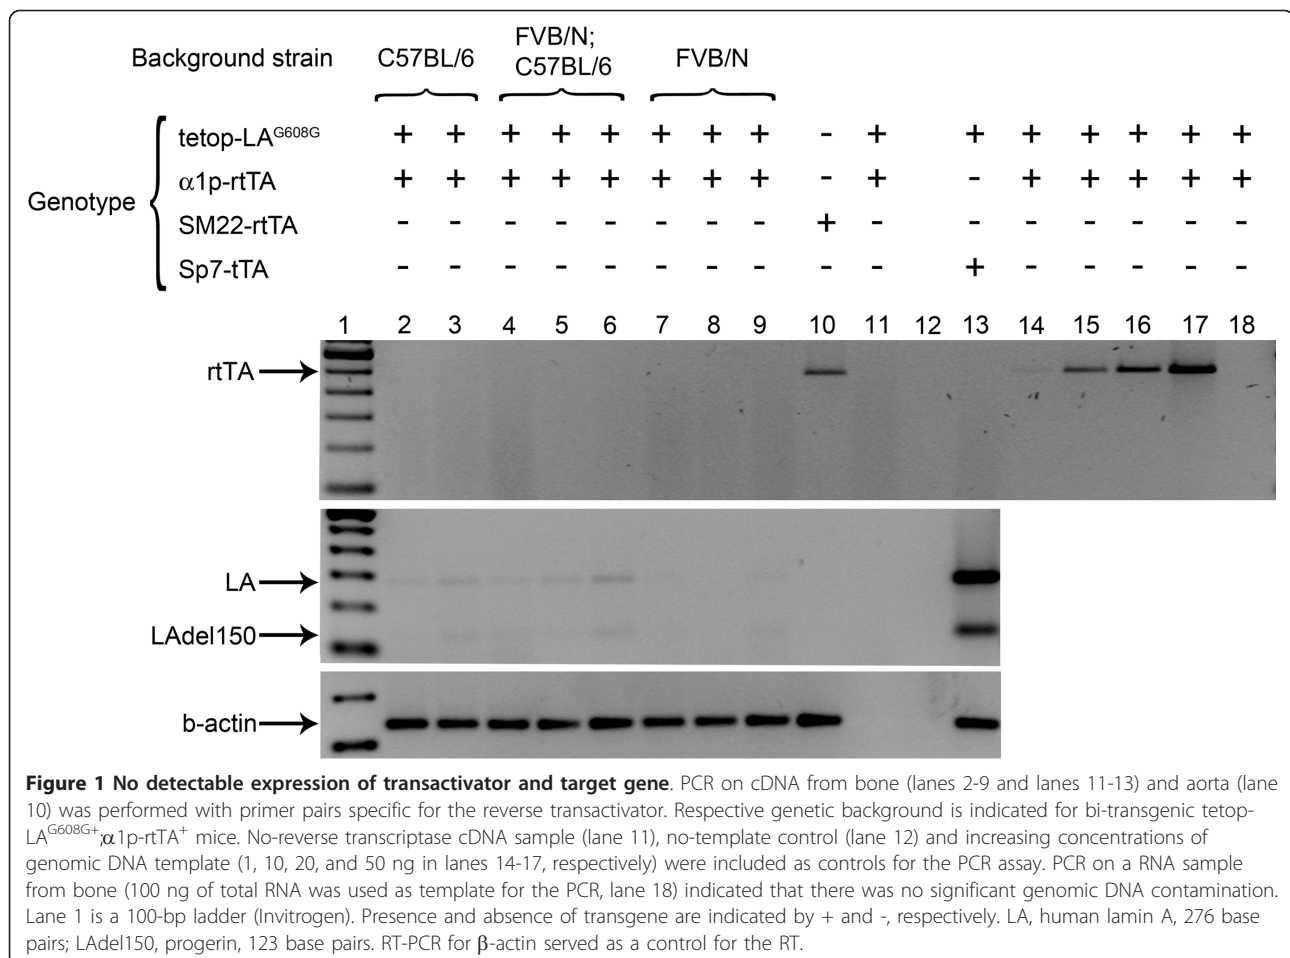 Background strain C57BL/6 FVB/N; C57BL/6 FVB/N
Genotype
tetop-LAG608G + + + + + + + + - + + + + + + +
α1p-rtTA + + + + + + + + - + - + + + + +
SM22-rtTA - - - - - - - - + - - - - - - -
Sp7-tTA - - - - - - - - - - + - - - - -
1 2 3 4 5 6 7 8 9 10 11 12 13 14 15 16 17 18
rtTA
LA
LAdel150
b-actin
Figure 1 No detectable expression of transactivator and target gene. PCR on cDNA from bone (lanes 2-9 and lanes 11-13) and aorta (lane
10) was performed with primer pairs specific for the reverse transactivator. Respective genetic background is indicated for bi-transgenic tetop-
LAG608G+;α1p-rtTA+ mice. No-reverse transcriptase cDNA sample (lane 11), no-template control (lane 12) and increasing concentrations of
genomic DNA template (1, 10, 20, and 50 ng in lanes 14-17, respectively) were included as controls for the PCR assay. PCR on a RNA sample
from bone (100 ng of total RNA was used as template for the PCR, lane 18) indicated that there was no significant genomic DNA contamination.
Lane 1 is a 100-bp ladder (Invitrogen). Presence and absence of transgene are indicated by + and -, respectively. LA, human lamin A, 276 base
pairs; LAdel150, progerin, 123 base pairs. RT-PCR for β-actin served as a control for the RT.